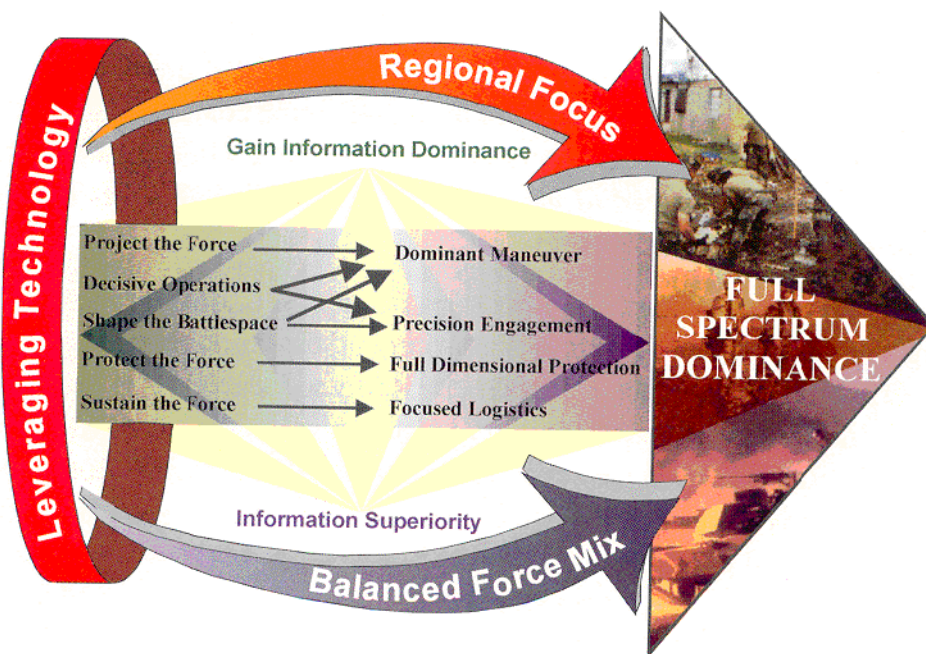 Leveraging Technology
Regional Focus
Gain Information Dominance
Project the Force
Decisive Operations
Shape the Battlespace
Protect the Force
Sustain the Force
Dominant Maneuver
Precision Engagement
Full Dimensional Protection
Focused Logistics
FULL
SPECTRUM
DOMINANCE
Information Superiority
Balanced Force Mix